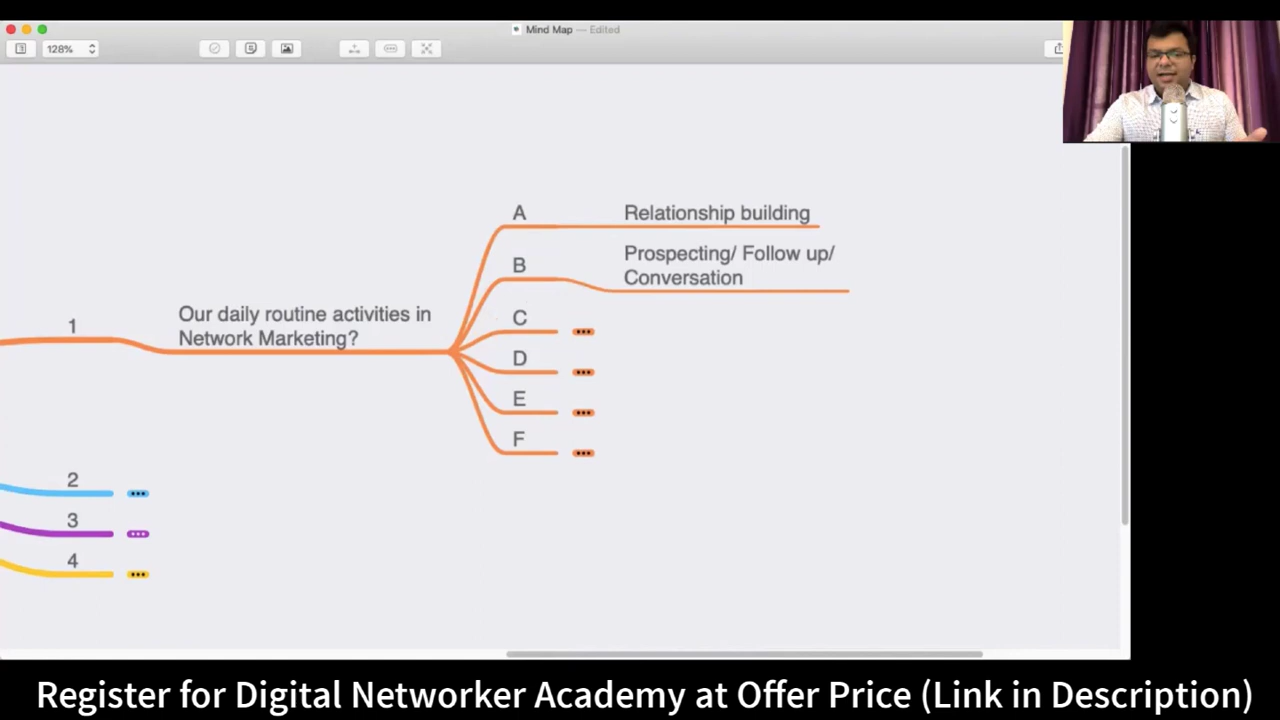 Mind Map — Edited
128%
A
Relationship building
B
Prospecting/ Follow up/
Conversation
1
Our daily routine activities in
Network Marketing?
C
D
E
F
2
3
4
Register for Digital Networker Academy at Offer Price (Link in Description)